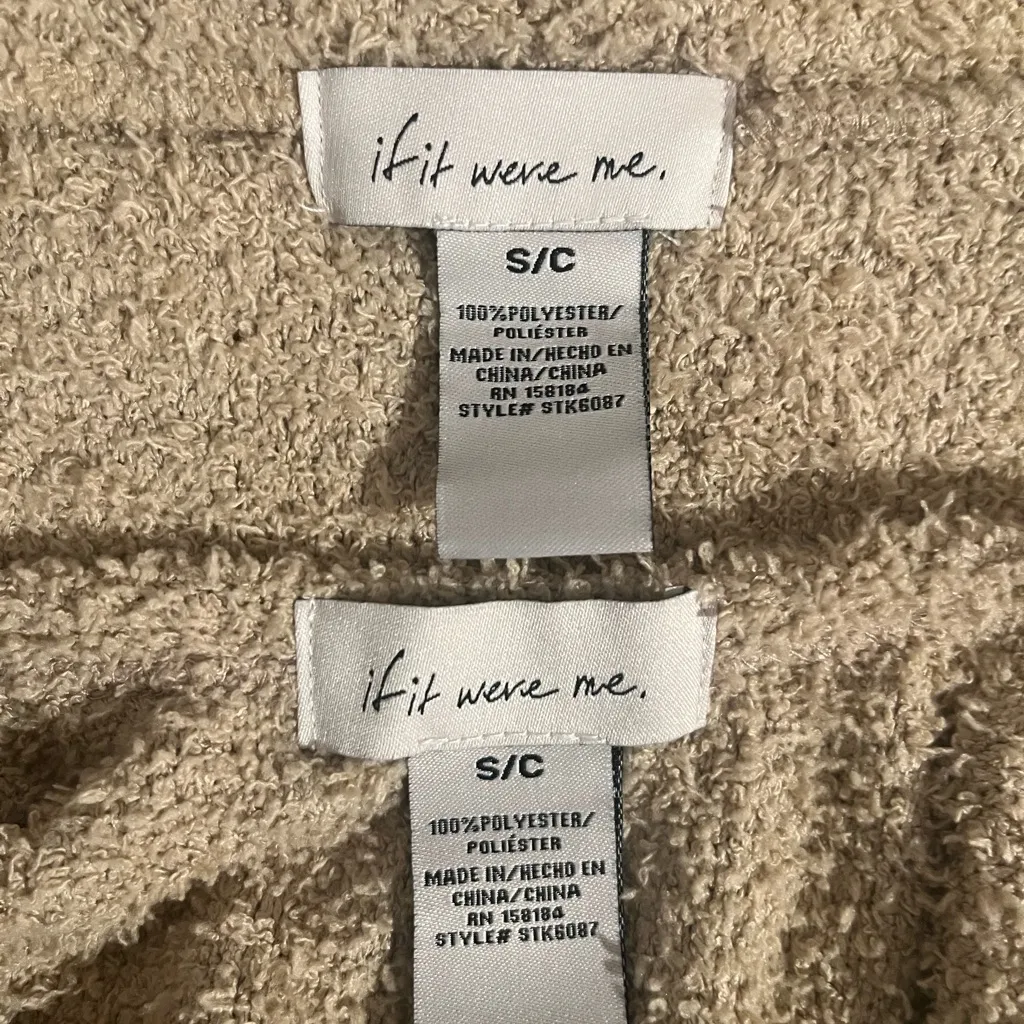 if it were me.
S/C
100%POLYESTER/
POLIÉSTER
MADE IN/HECHO EN
CHINA/CHINA
RN 158184
STYLE# STK6087
if it were me.
S/C
100%POLYESTER/
POLIÉSTER
MADE IN/HECHO EN
CHINA/CHINA
RN 158184
STYLE# STK6087